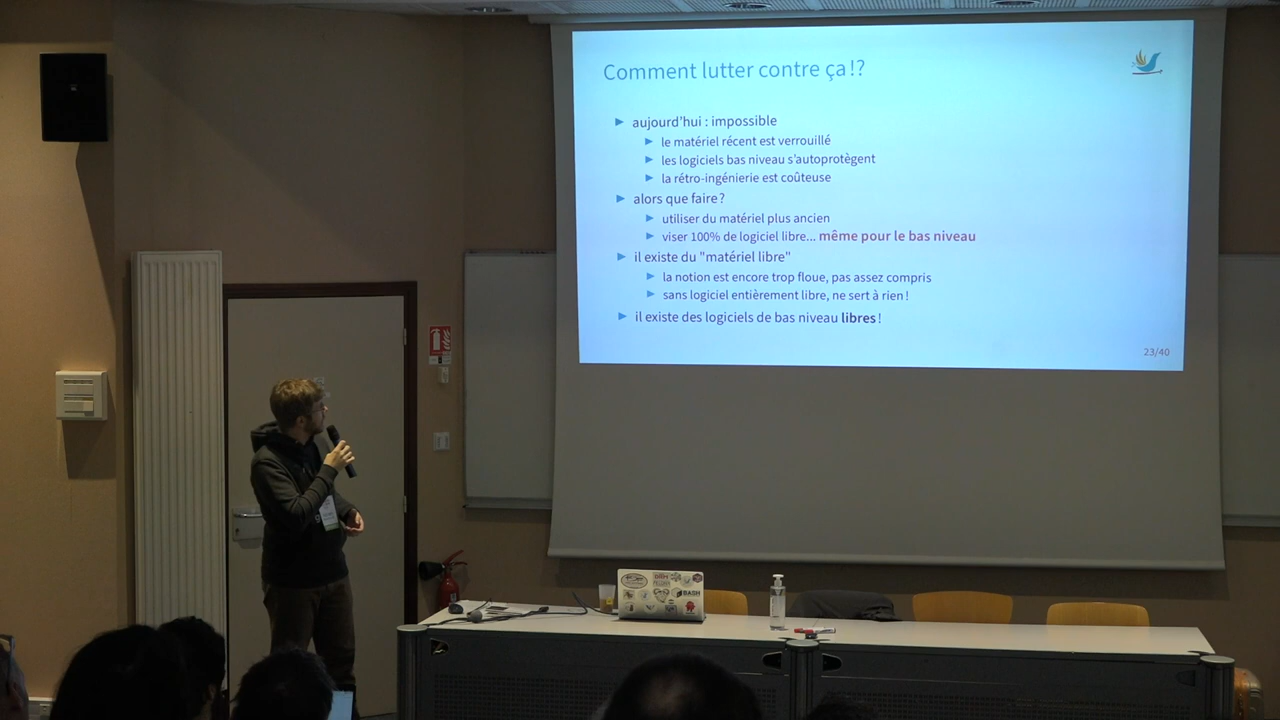 Comment lutter contre ça !?
▶ aujourd'hui : impossible
▶ le matériel récent est verrouillé
▶ les logiciels bas niveau s'autoprotègent
▶ la rétro-ingénierie est coûteuse
▶ alors que faire ?
▶ utiliser du matériel plus ancien
▶ viser 100% de logiciel libre... même pour le bas niveau
▶ il existe du "matériel libre"
▶ la notion est encore trop floue, pas assez compris
▶ sans logiciel entièrement libre, ne sert à rien !
▶ il existe des logiciels de bas niveau libres !
23/40
BASH